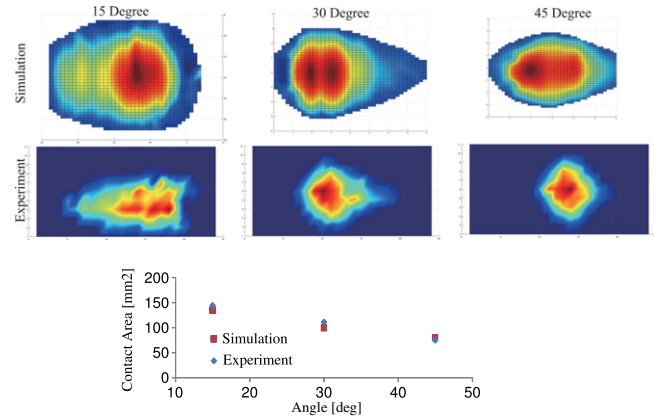 15 Degree 30 Degree 45 Degree
Simulation
Experiment
Contact Area [mm2]
200
150
100
50
0
Simulation
Experiment
10 20 30 40 50
Angle [deg]